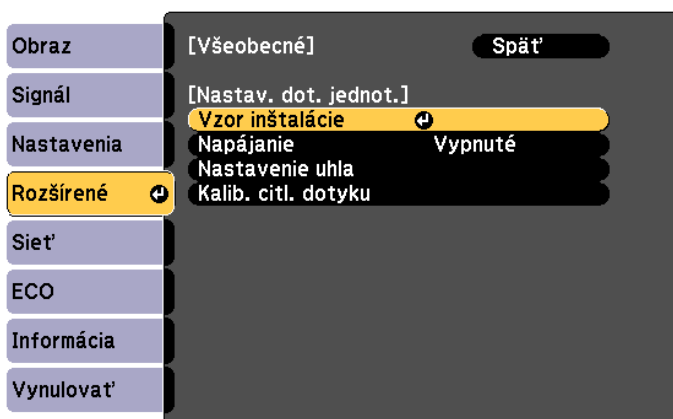 Obraz
Signál
Nastavenia
Rozšírené
Sieť
ECO
Informácia
Vynulovať
[Všeobecné] Späť
[Nastav. dot. jednot.]
Vzor inštalácie
Napájanie Vypnuté
Nastavenie uhla
Kalib. citl. dotyku